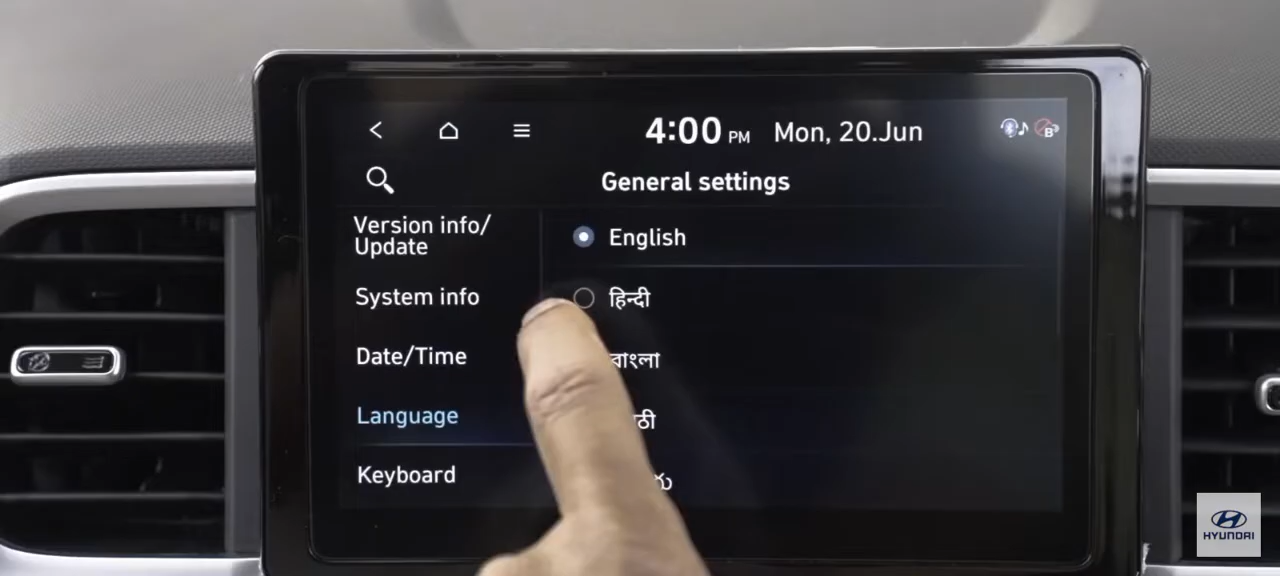 4:00 PM Mon, 20.Jun
General settings
Version info/
Update
English
System info
हिन्दी
Date/Time
বাংলা
Language
Keyboard
HYUNDAI